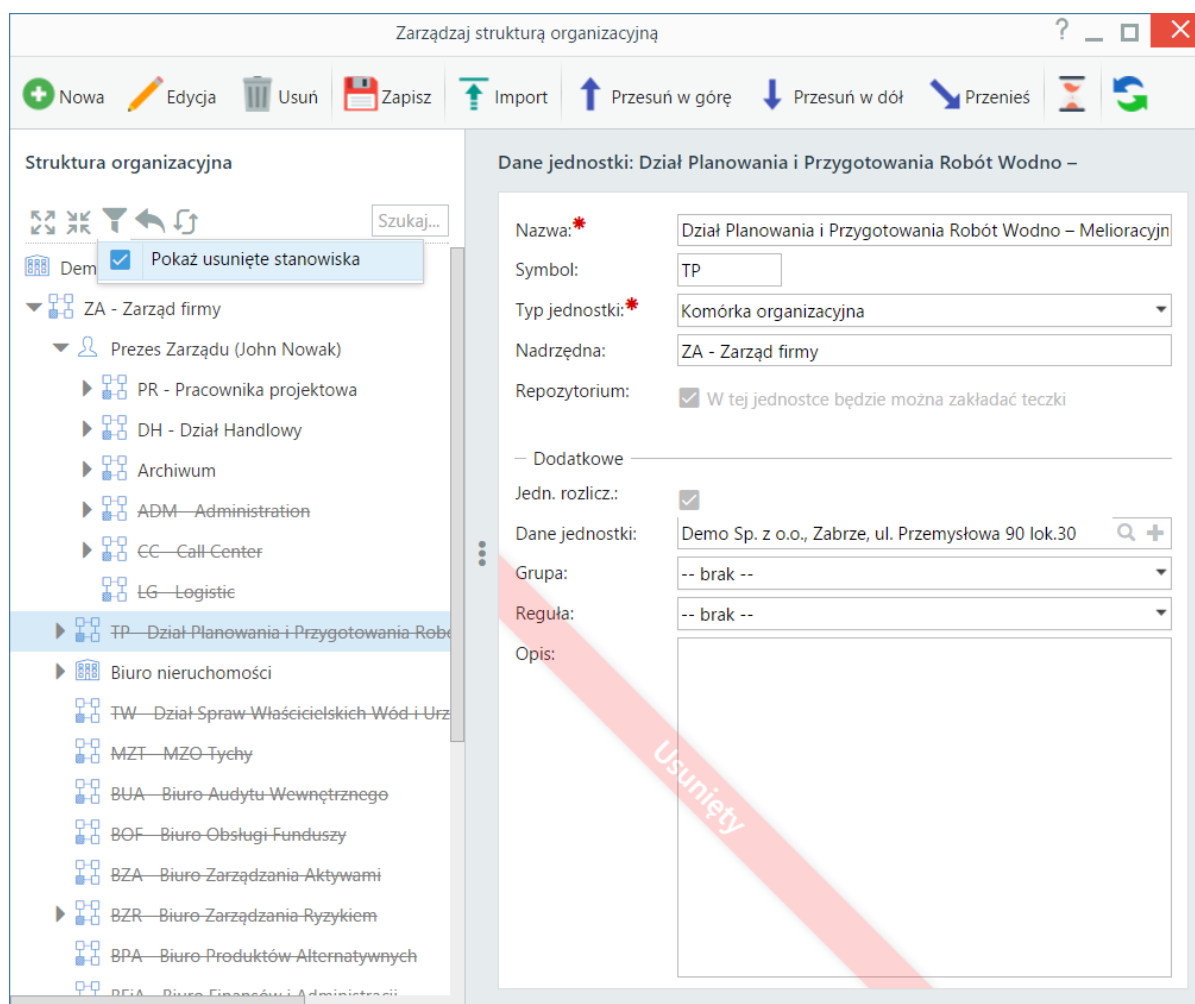 Zarządzaj strukturą organizacyjną
?
Nowa Edycja Usuń Zapisz Import Przesuń w górę Przesuń w dół Przenieś
Struktura organizacyjna
Szukaj...
Pokaż usunięte stanowiska
Dem
ZA - Zarząd firmy
Prezes Zarządu (John Nowak)
PR - Pracownika projektowa
DH - Dział Handlowy
Archiwum
ADM - Administration
CC - Call Center
LG - Logistic
TP - Dział Planowania i Przygotowania Robo
Biuro nieruchomości
TW - Dział Spraw Właścicielskich Wód i Urz
MZT - MZO Tychy
BUA - Biuro Audytu Wewnętrznego
BOF - Biuro Obsługi Funduszy
BZA - Biuro Zarządzania Aktywami
BZR - Biuro Zarządzania Ryzykiem
BPA - Biuro Produktów Alternatywnych
BFiA - Biuro Finansów i Administracji
Dane jednostki: Dział Planowania i Przygotowania Robót Wodno –
Nazwa:* Dział Planowania i Przygotowania Robót Wodno – Melioracyjn
Symbol: TP
Typ jednostki:* Komórka organizacyjna
Nadrzędna: ZA - Zarząd firmy
Repozytorium: W tej jednostce będzie można zakładać teczki
Dodatkowe
Jedn. rozlicz.:
Dane jednostki: Demo Sp. z o.o., Zabrze, ul. Przemysłowa 90 lok.30
Grupa: -- brak --
Reguła: -- brak --
Opis:
Usunięty